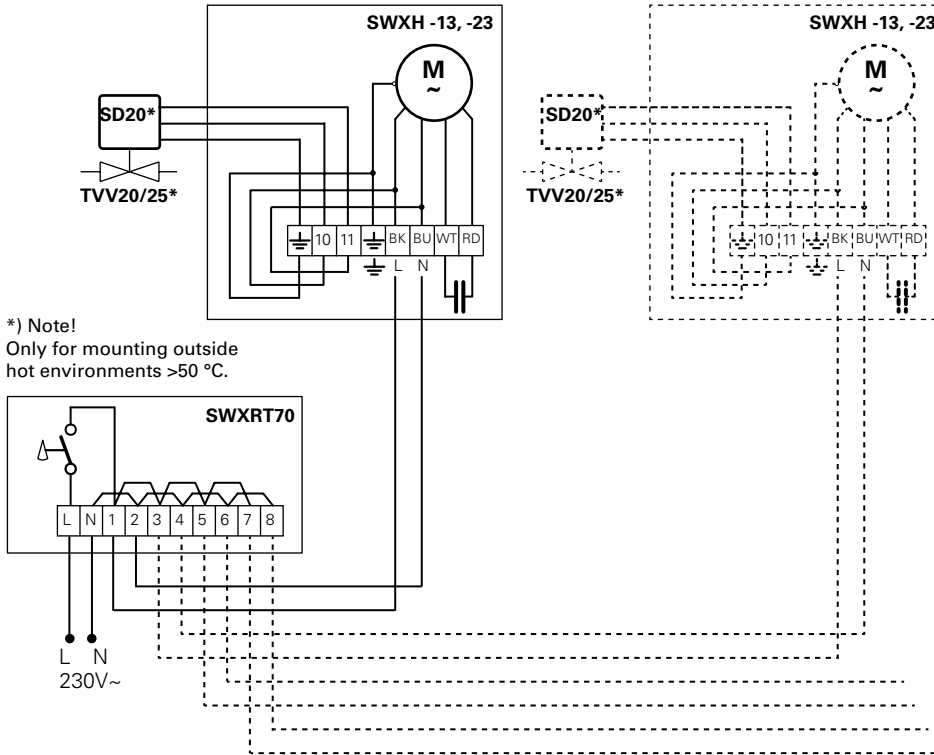 SWXH -13, -23
M
~
SD20*
TVV20/25*
10 11 BK BU WT RD
L N
SWXH -13, -23
M
~
SD20*
TVV20/25*
10 11 BK BU WT RD
L N
*) Note!
Only for mounting outside
hot environments >50 °C.
SWXRT70
L N 1 2 3 4 5 6 7 8
L N
230V~